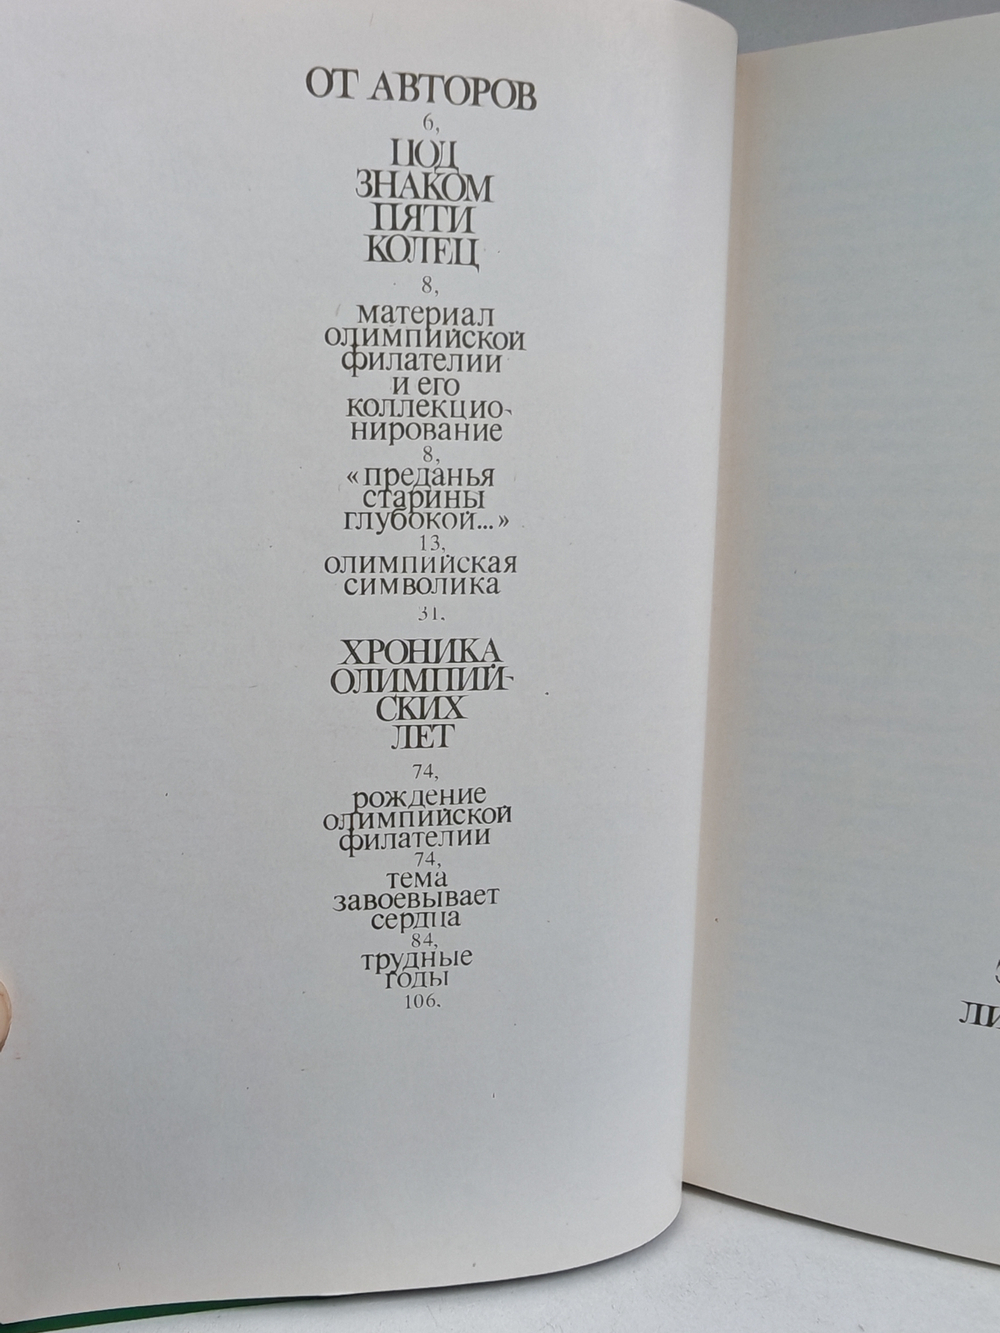 ОТ АВТОРОВ
6,
ПОД
ЗНАКОМ
ПЯТИ
КОЛЕЦ
8,
материал
олимпийской
филателии
и его
коллекцио-
нирование
8,
«преданья
старины
глубокой...»
13,
олимпийская
символика
31.
ХРОНИКА
ОЛИМПИЙ-
СКИХ
ЛЕТ
74,
рождение
олимпийской
филателии
74,
тема
завоевывает
сердца
84,
трудные
годы
106.